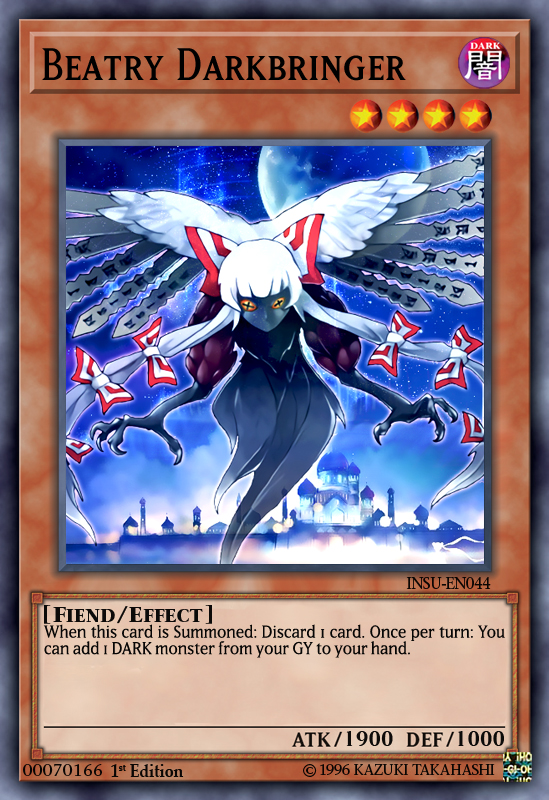 Beatry Darkbringer
DARK
闇
INSU-EN044
[Fiend/Effect]
When this card is Summoned: Discard 1 card. Once per turn: You
can add 1 DARK monster from your GY to your hand.
ATK/1900 DEF/1000
00070166 1st Edition © 1996 KAZUKI TAKAHASHI